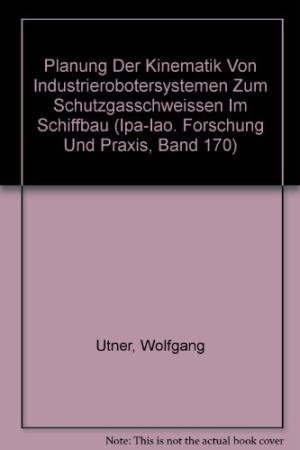 Planung Der Kinematik Von
Industrierobotersystemen Zum
Schutzgasschweissen Im
Schiffbau (Ipa-Iao. Forschung
Und Praxis, Band 170)
Utner, Wolfgang
Note: This is not the actual book cover